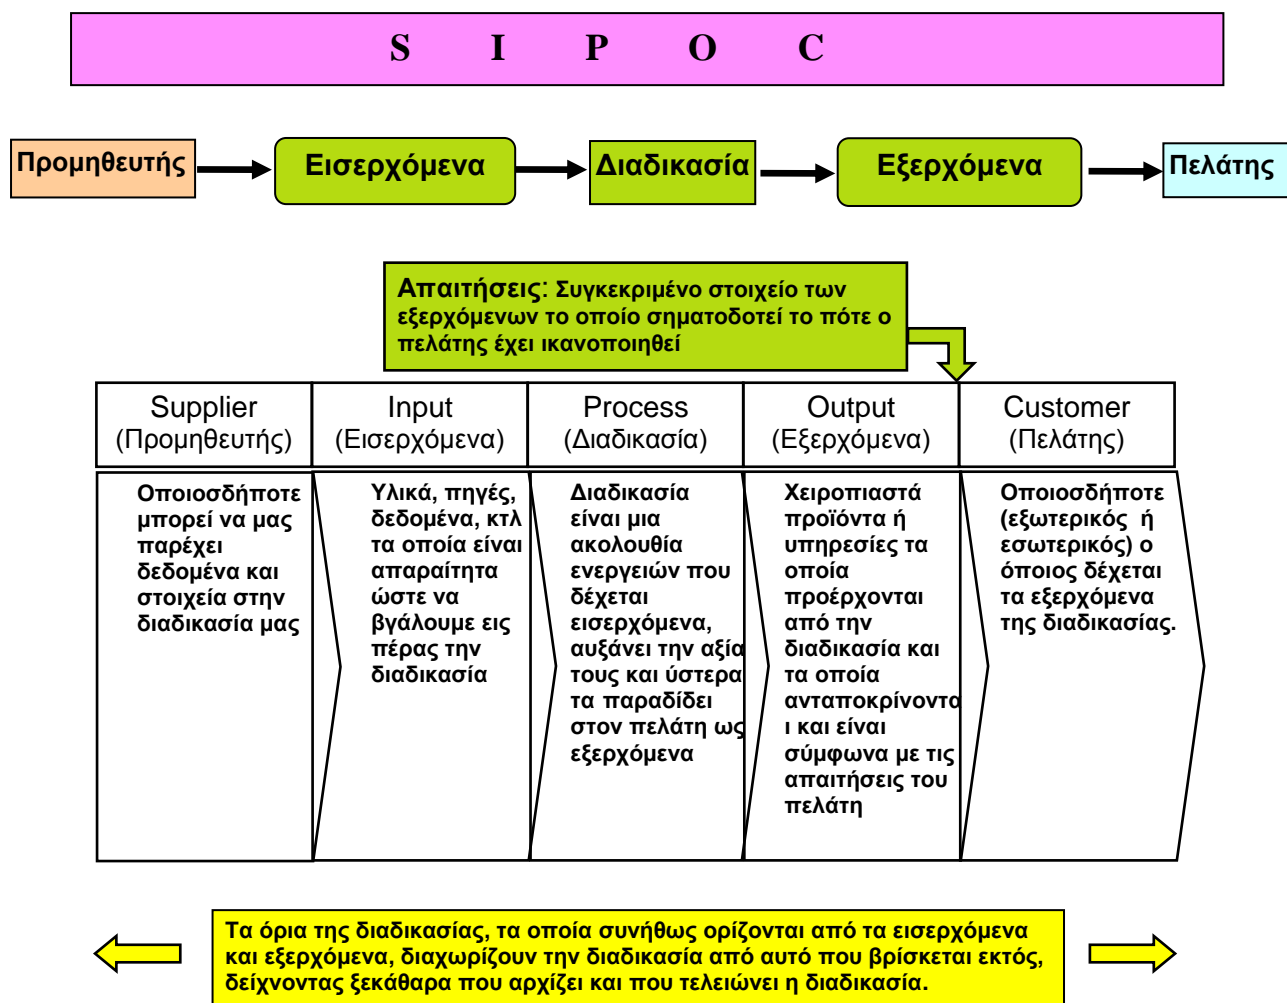 S I P O C
Προμηθευτής
Εισερχόμενα
Διαδικασία
Εξερχόμενα
Πελάτης
Απαιτήσεις: Συγκεκριμένο στοιχείο των
εξερχόμενων το οποίο σηματοδοτεί το πότε ο
πελάτης έχει ικανοποιηθεί
Supplier
(Προμηθευτής)
Input
(Εισερχόμενα)
Process
(Διαδικασία)
Output
(Εξερχόμενα)
Customer
(Πελάτης)
Οποιοσδήποτε
μπορεί να μας
παρέχει
δεδομένα και
στοιχεία στην
διαδικασία μας
Υλικά, πηγές,
δεδομένα, κτλ
τα οποία είναι
απαραίτητα
ώστε να
βγάλουμε εις
πέρας την
διαδικασία
Διαδικασία
είναι μια
ακολουθία
ενεργειών που
δέχεται
εισερχόμενα,
αυξάνει την αξία
τους και ύστερα
τα παραδίδει
στον πελάτη ως
εξερχόμενα
Χειροπιαστά
προϊόντα ή
υπηρεσίες τα
οποία
προέρχονται
από την
διαδικασία και
τα οποία
ανταποκρίνοντα
ι και είναι
σύμφωνα με τις
απαιτήσεις του
πελάτη
Οποιοσδήποτε
(εξωτερικός ή
εσωτερικός) ο
όποιος δέχεται
τα εξερχόμενα
της διαδικασίας.
Τα όρια της διαδικασίας, τα οποία συνήθως ορίζονται από τα εισερχόμενα
και εξερχόμενα, διαχωρίζουν την διαδικασία από αυτό που βρίσκεται εκτός,
δείχνοντας ξεκάθαρα που αρχίζει και που τελειώνει η διαδικασία.